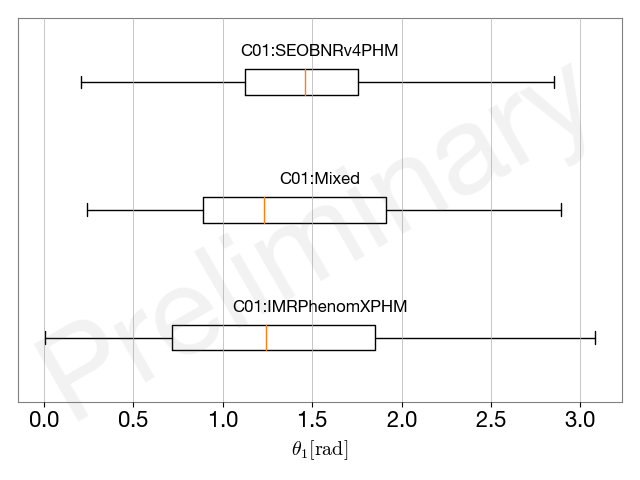 C01:SEOBNRv4PHM
C01:Mixed
C01:IMRPhenomXPHM
Preliminary
0.0 0.5 1.0 1.5 2.0 2.5 3.0
θ₁[rad]